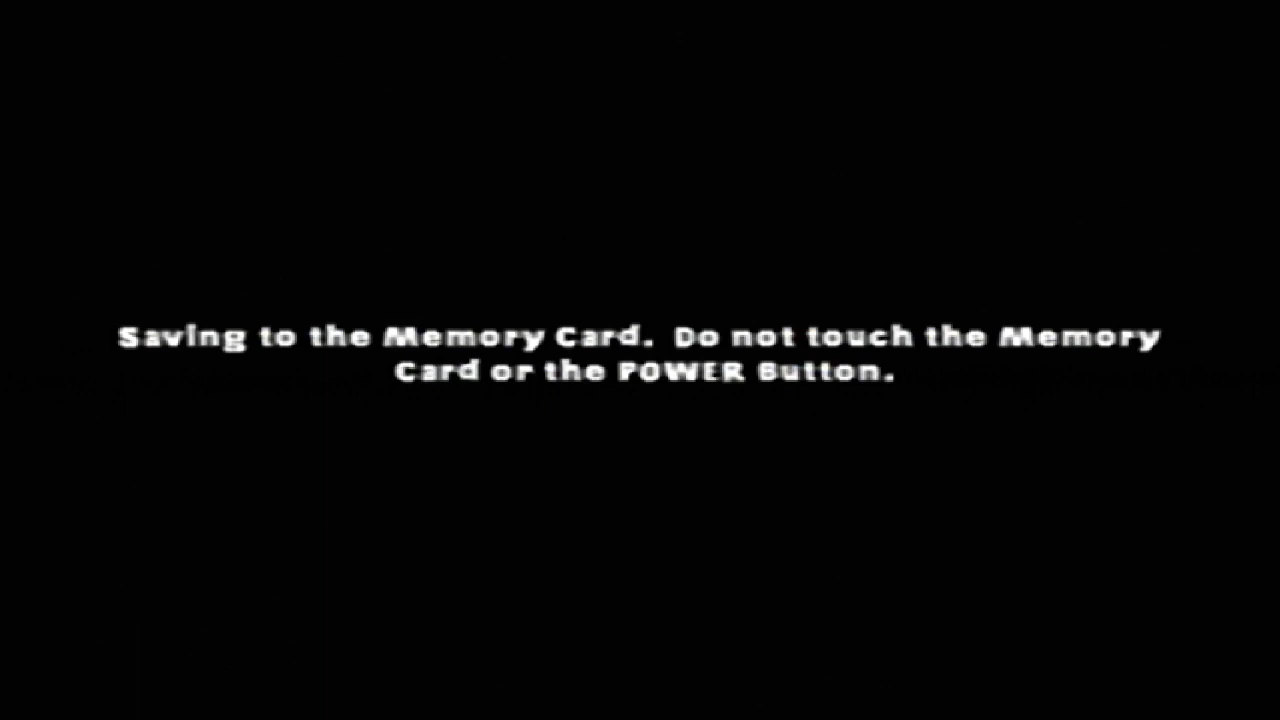 Saving to the Memory Card.  Do not touch the Memory
Card or the POWER Button.